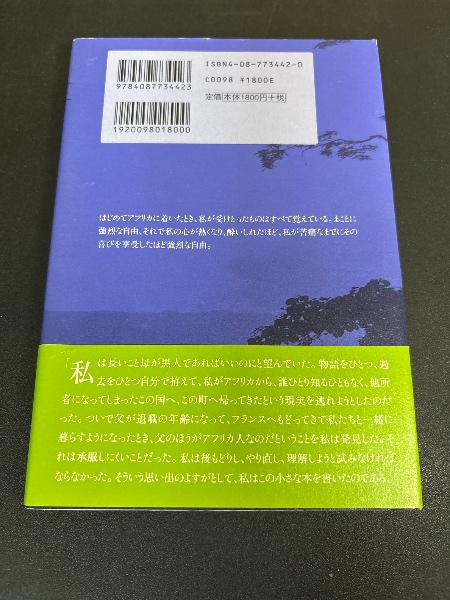 ISBN4-08-773442-0
C0098 ¥1800E
定価 本体1800円+税
9784087734423
1920098018000
はじめてアフリカに着いたとき、私が受けとったものはすべて覚えている。まことに
強烈な自由、それで私の心が熱くなり、酔いしれたほど、私が苦痛なまでにその
喜びを享受したほど強烈な自由。
「私は長いこと母が黒人であればいいのにと望んでいた。物語をひとつ、過
去をひとつ自分で拵えて、私がアフリカから、誰ひとり知るひともなく、他所
者になってしまったこの国へ、この町へ帰ってきたという現実を逃れようとしたのだ
った。ついで父が退職の年齢になって、フランスへもどってきて私たちと一緒に
暮らすようになったとき、父のほうがアフリカ人なのだということを私は発見した。そ
れは承服しにくいことだった。私は後もどりし、やり直し、理解しようと試みなければ
ならなかった。そういう思い出のよすがとして、私はこの小さな本を書いたのである。